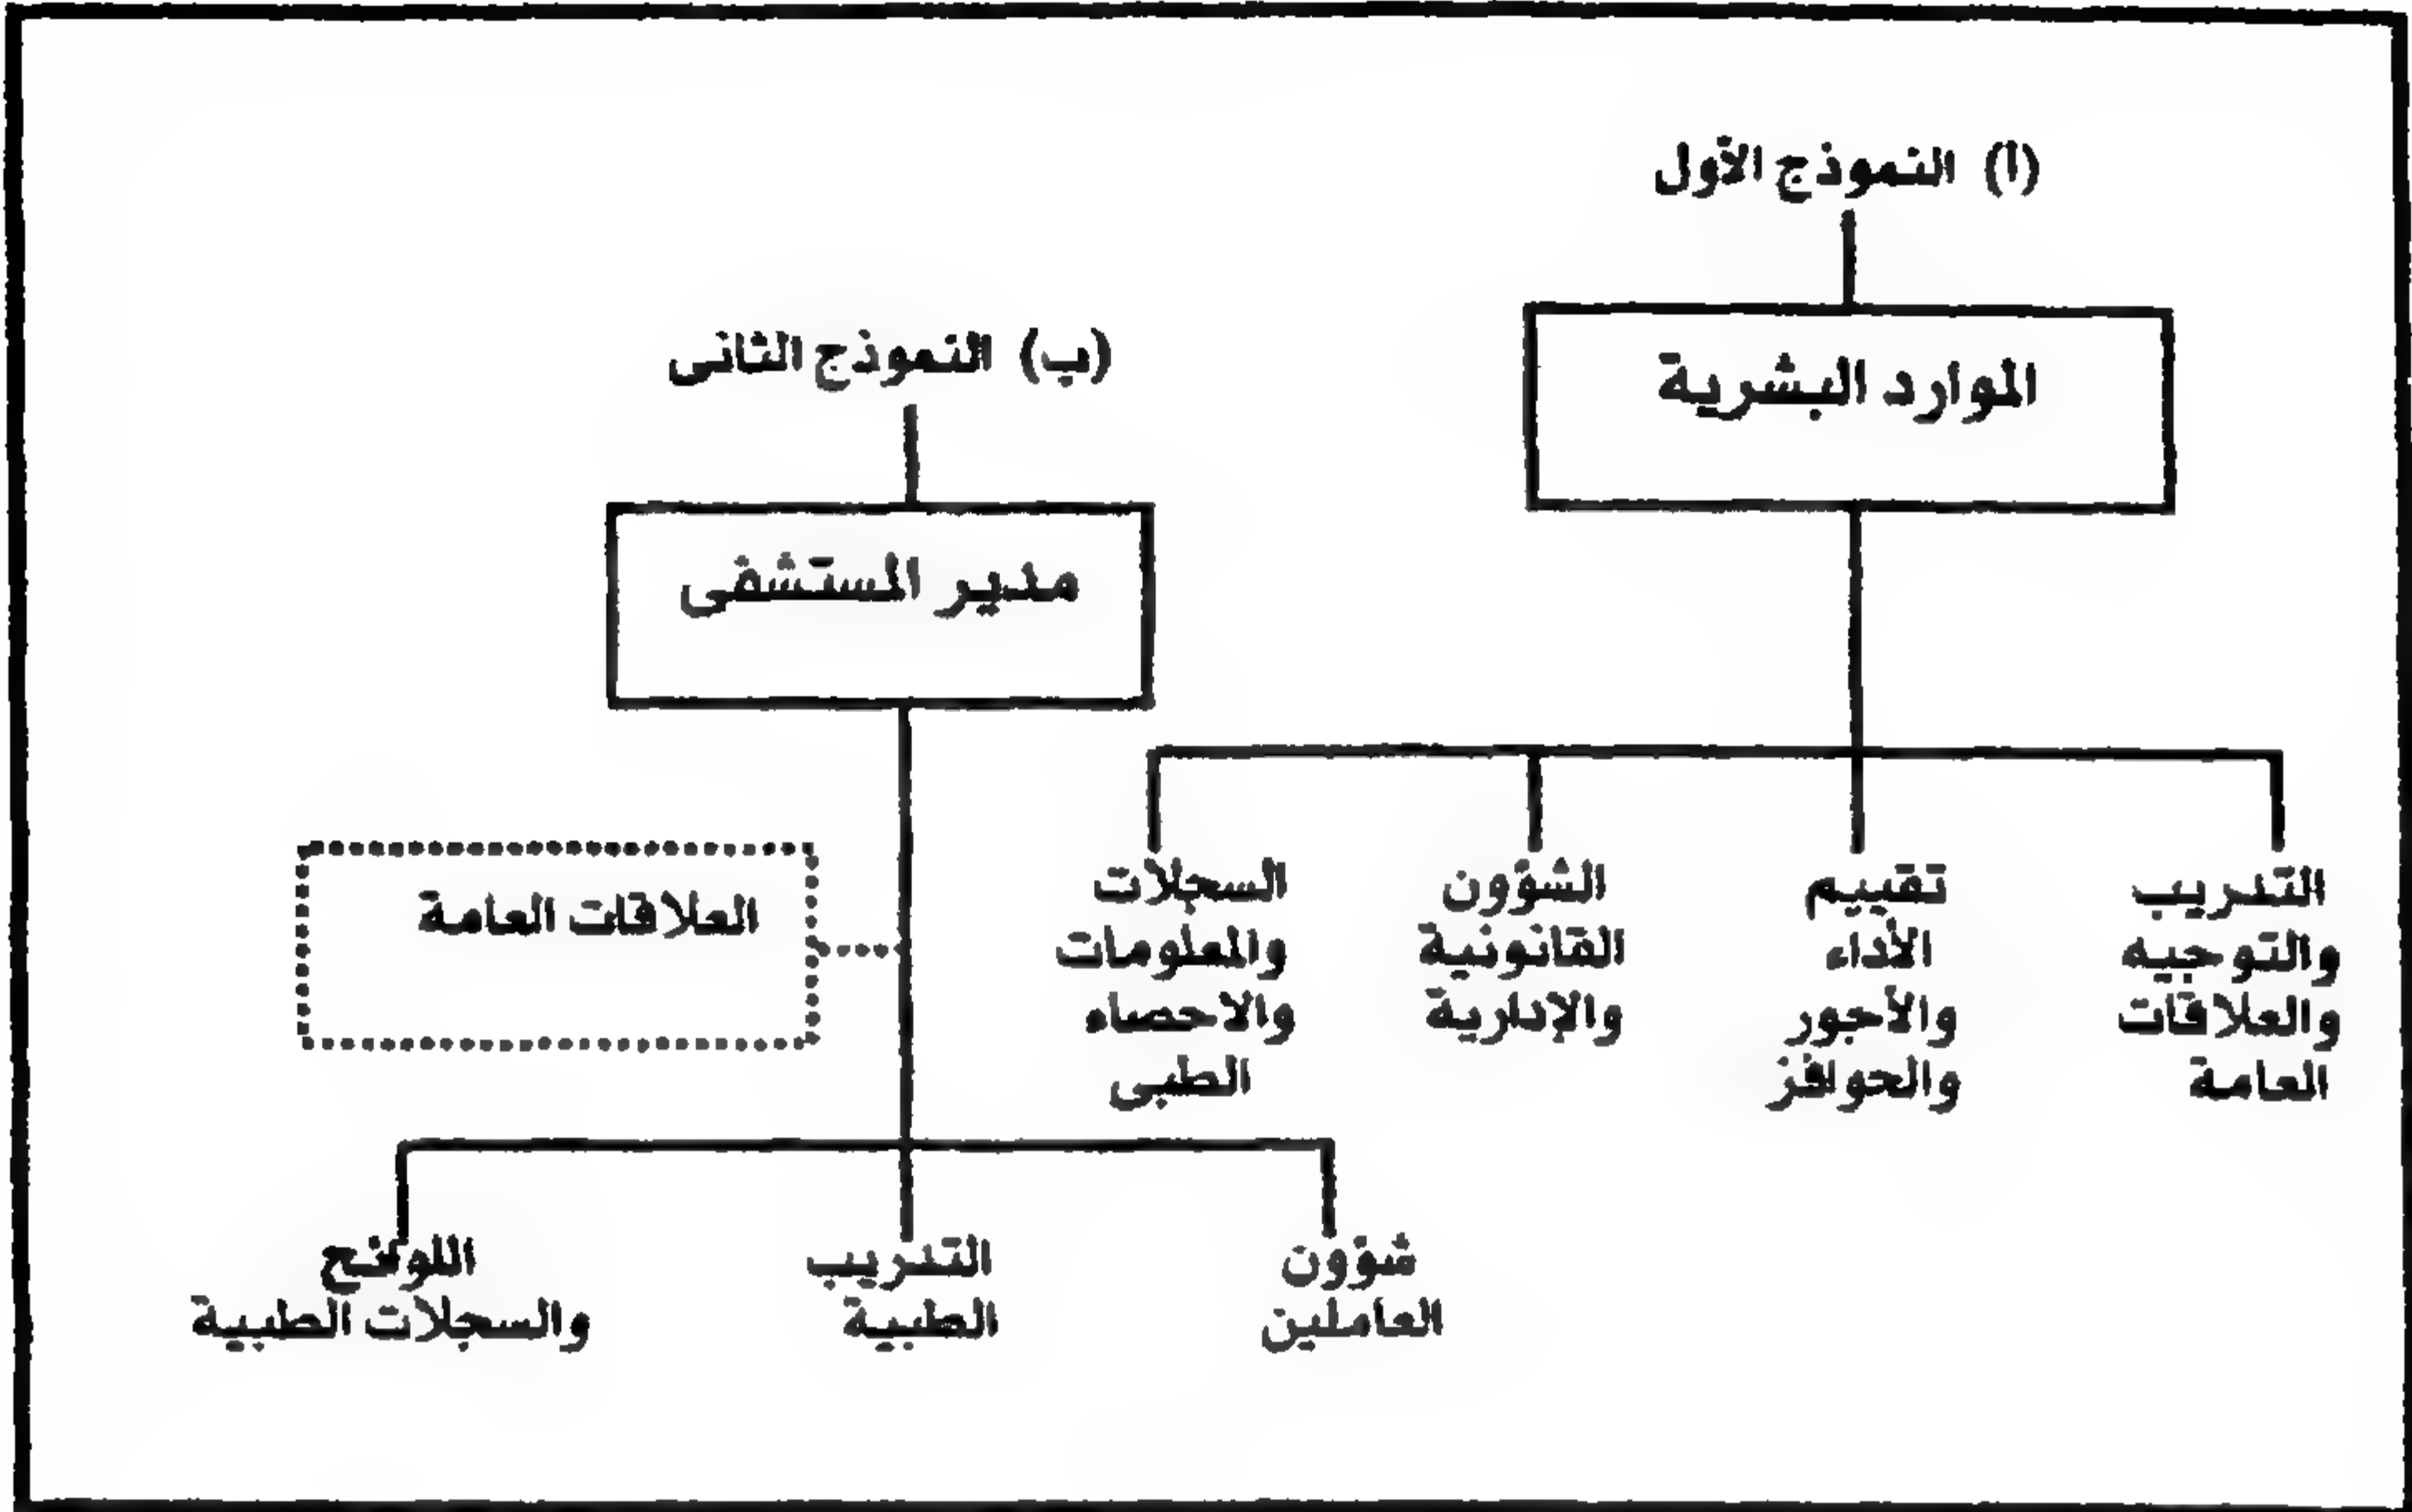 (أ) النموذج الأول
الموارد البشرية
التدريب
والتوجيه
والعلاقات
العامة
تقييم
الأداء
والأجور
والحوافز
الشؤون
القانونية
والإدارية
السجلات
والمعلومات
والاحصاء
الطبى
(ب) النموذج الثانى
مدير المستشفى
العلاقات العامة
شؤون
العاملين
التدريب
الطبية
اللوائح
والسجلات الطبية